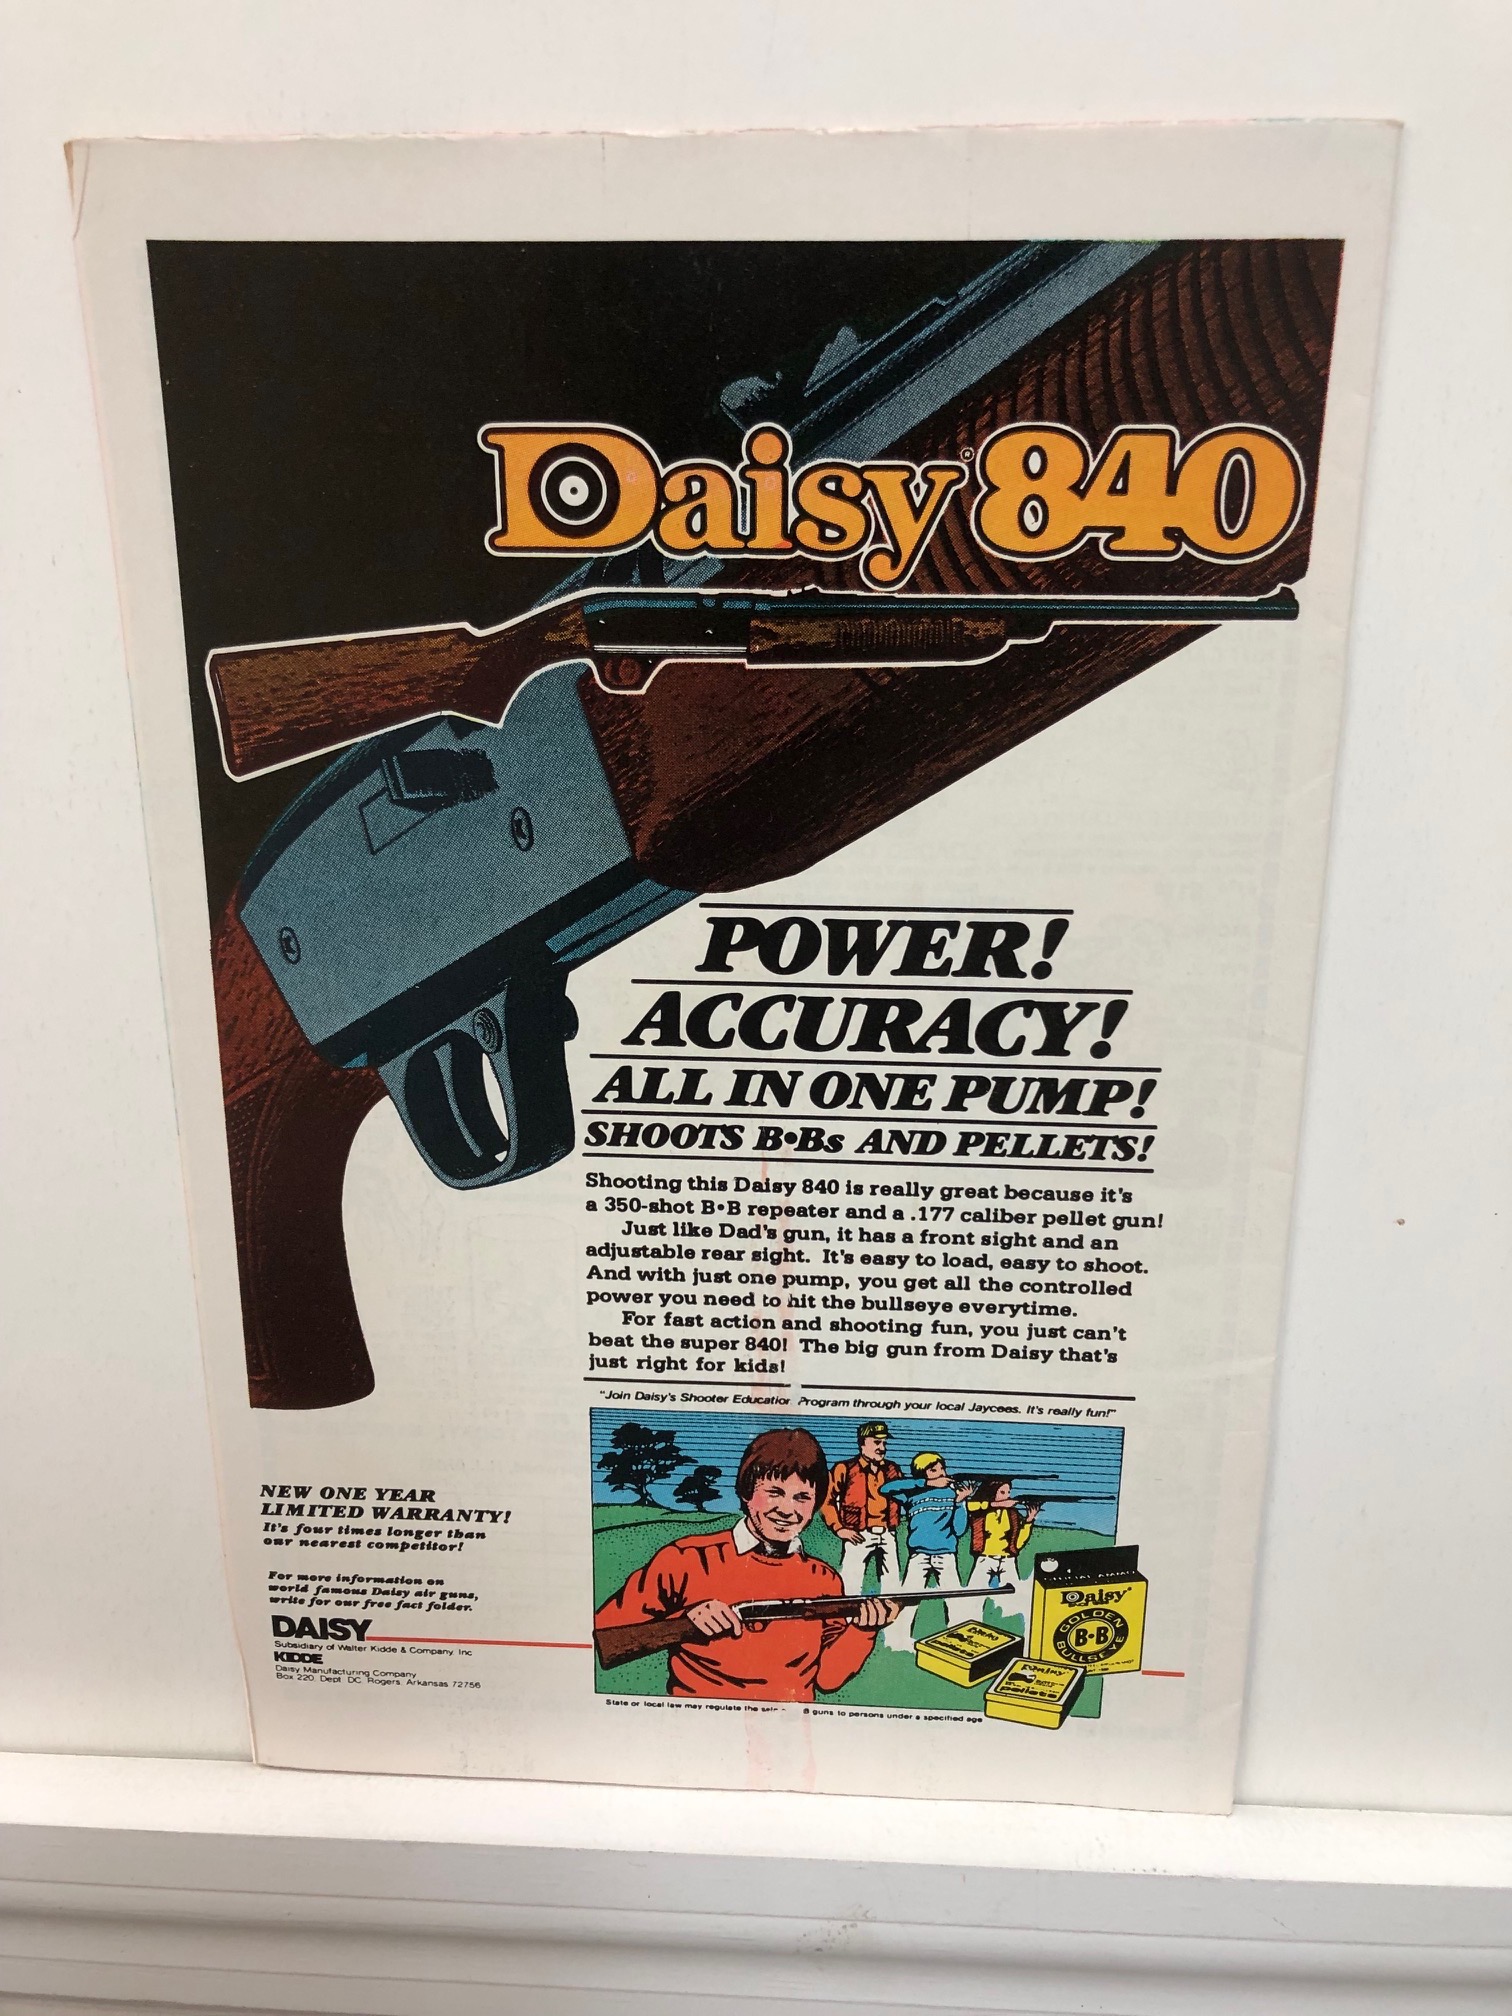 Daisy® 840
POWER!
ACCURACY!
ALL IN ONE PUMP!
SHOOTS B•Bs AND PELLETS!
Shooting this Daisy 840 is really great because it's
a 350-shot B•B repeater and a .177 caliber pellet gun!
Just like Dad's gun, it has a front sight and an
adjustable rear sight. It's easy to load, easy to shoot.
And with just one pump, you get all the controlled
power you need to hit the bullseye everytime.
For fast action and shooting fun, you just can't
beat the super 840! The big gun from Daisy that's
just right for kids!
"Join Daisy's Shooter Education Program through your local Jaycees. It's really fun!"
NEW ONE YEAR
LIMITED WARRANTY!
It's four times longer than
our nearest competitor!
For more information on
world famous Daisy air guns,
write for our free fact folder.
DAISY
Subsidiary of Walter Kidde & Company, Inc
KIDDE
Daisy Manufacturing Company
Box 220, Dept. DC, Rogers, Arkansas 72756
Daisy®
GOLDEN
B•B
BULLSEYE
pellets
Daisy
pellets
State or local law may regulate the B guns to persons under a specified age